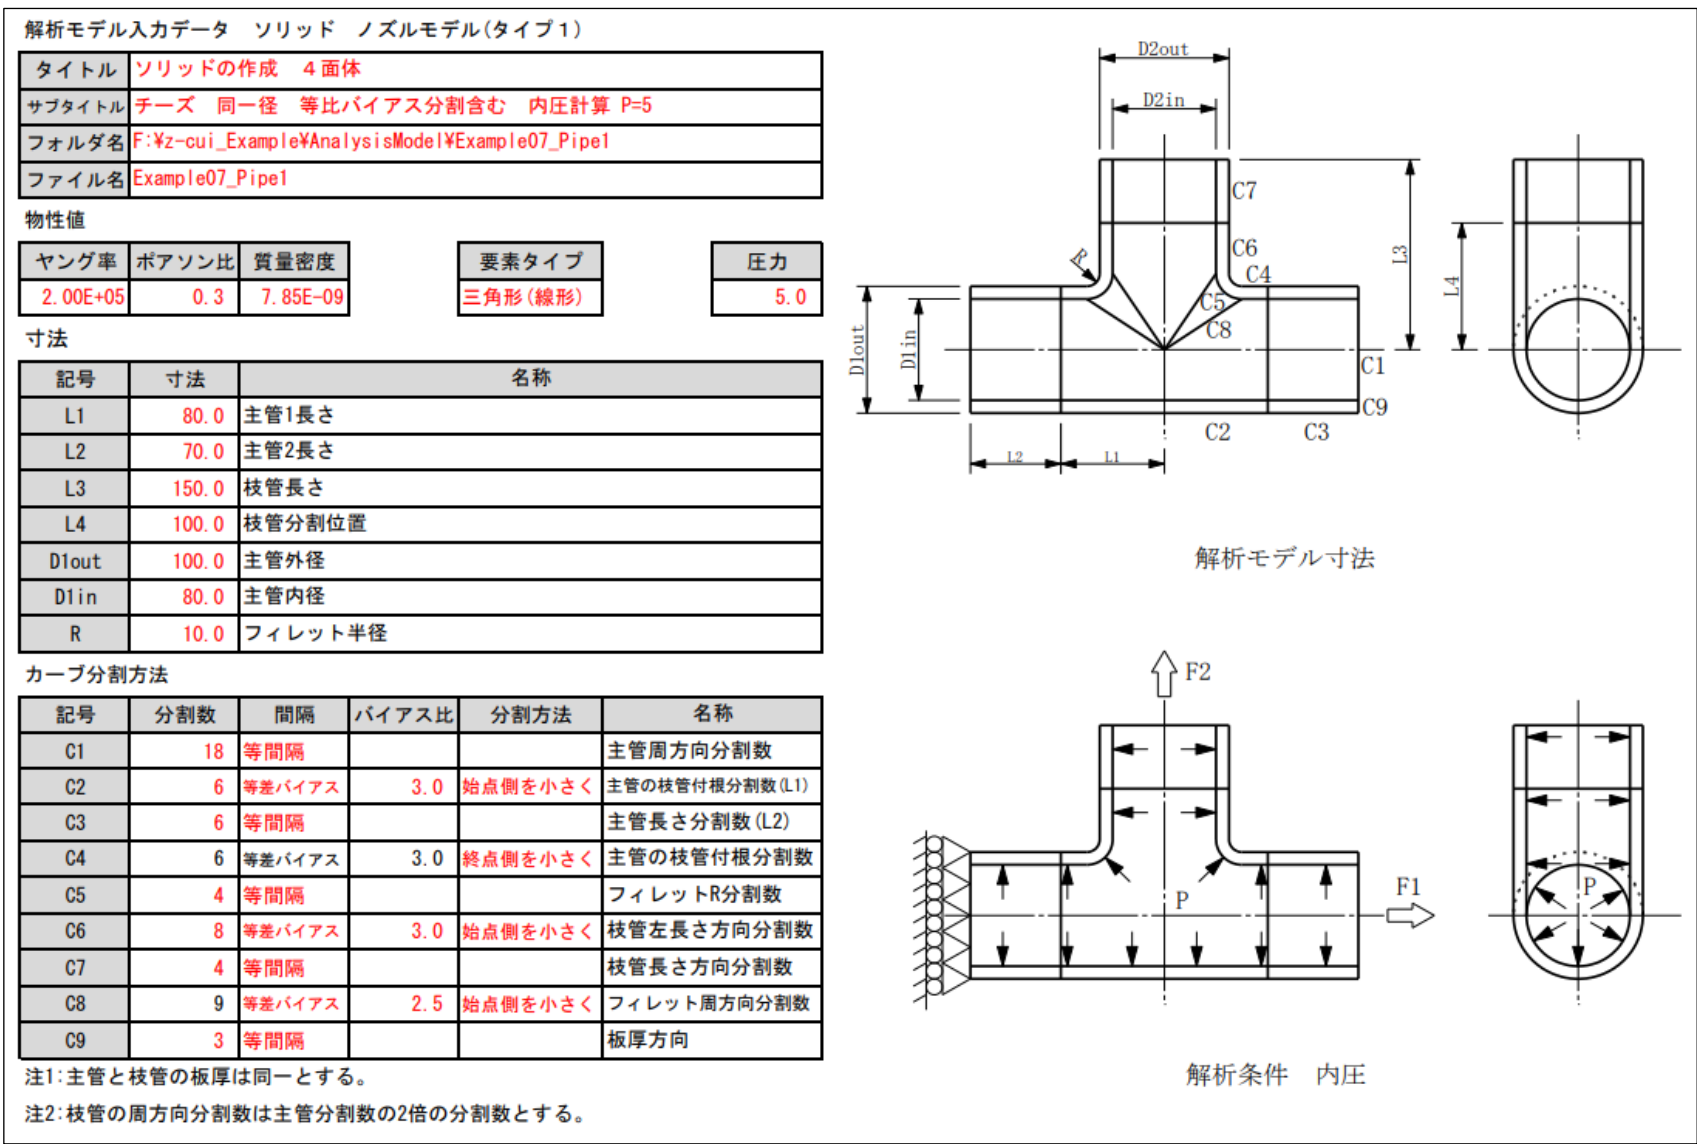 解析モデル入力データ　ソリッド　ノズルモデル(タイプ１)
タイトル ソリッドの作成　４面体
サブタイトル チーズ　同一径　等比バイアス分割含む　内圧計算 P=5
フォルダ名 F:¥z-cui_Example¥AnalysisModel¥Example07_Pipe1
ファイル名 Example07_Pipe1
物性値
ヤング率 ポアソン比 質量密度 要素タイプ 圧力
2.00E+05 0.3 7.85E-09 三角形(線形) 5.0
寸法
記号 寸法 名称
L1 80.0 主管1長さ
L2 70.0 主管2長さ
L3 150.0 枝管長さ
L4 100.0 枝管分割位置
D1out 100.0 主管外径
D1in 80.0 主管内径
R 10.0 フィレット半径
カーブ分割方法
記号 分割数 間隔 バイアス比 分割方法 名称
C1 18 等間隔 主管周方向分割数
C2 6 等差バイアス 3.0 始点側を小さく 主管の枝管付根分割数(L1)
C3 6 等間隔 主管長さ分割数(L2)
C4 6 等差バイアス 3.0 終点側を小さく 主管の枝管付根分割数
C5 4 等間隔 フィレットR分割数
C6 8 等差バイアス 3.0 始点側を小さく 枝管左長さ方向分割数
C7 4 等間隔 枝管長さ方向分割数
C8 9 等差バイアス 2.5 始点側を小さく フィレット周方向分割数
C9 3 等間隔 板厚方向
注1:主管と枝管の板厚は同一とする。
注2:枝管の周方向分割数は主管分割数の2倍の分割数とする。
D2out
D2in
C7
C6
R
C4
L3
L4
C5
C8
D1out
D1in
C1
C9
C2
C3
L2
L1
解析モデル寸法
F2
P
F1
P
解析条件　内圧